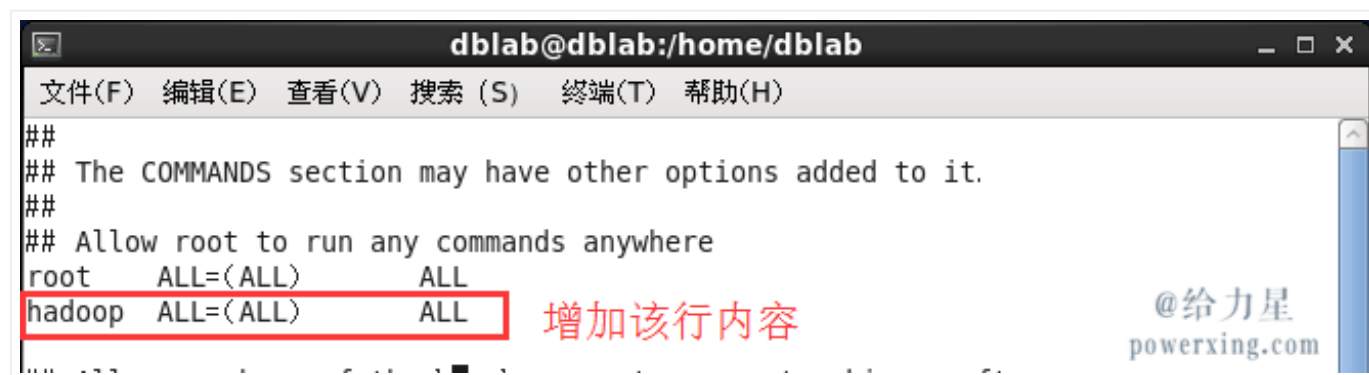 dblab@dblab:/home/dblab
文件(F) 编辑(E) 查看(V) 搜索 (S) 终端(T) 帮助(H)
##
## The COMMANDS section may have other options added to it.
##
## Allow root to run any commands anywhere
root ALL=(ALL) ALL
hadoop ALL=(ALL) ALL
增加该行内容
@给力星
powerxing.com